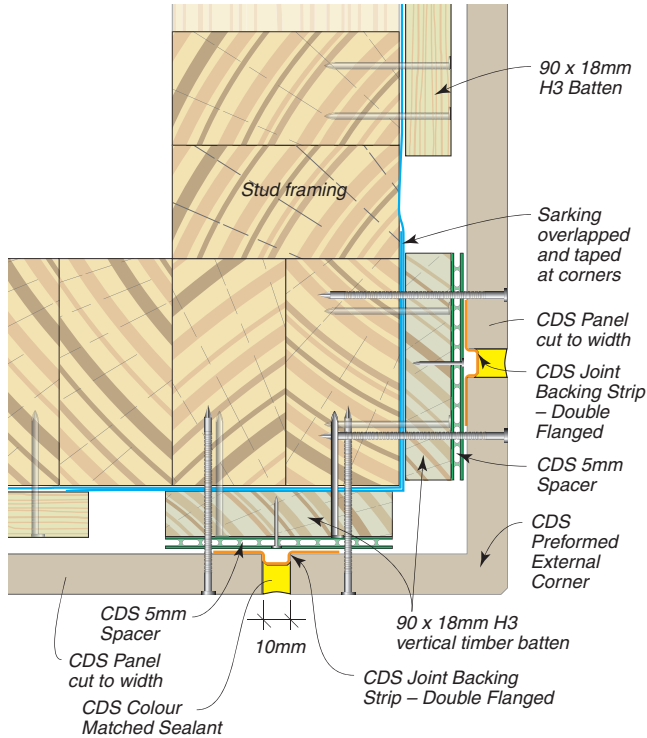 90 x 18mm
H3 Batten
Stud framing
Sarking
overlapped
and taped
at corners
CDS Panel
cut to width
CDS Joint
Backing Strip
– Double
Flanged
CDS 5mm
Spacer
CDS
Preformed
External
Corner
CDS 5mm
Spacer
10mm
90 x 18mm H3
vertical timber batten
CDS Panel
cut to width
CDS Joint Backing
Strip – Double Flanged
CDS Colour
Matched Sealant